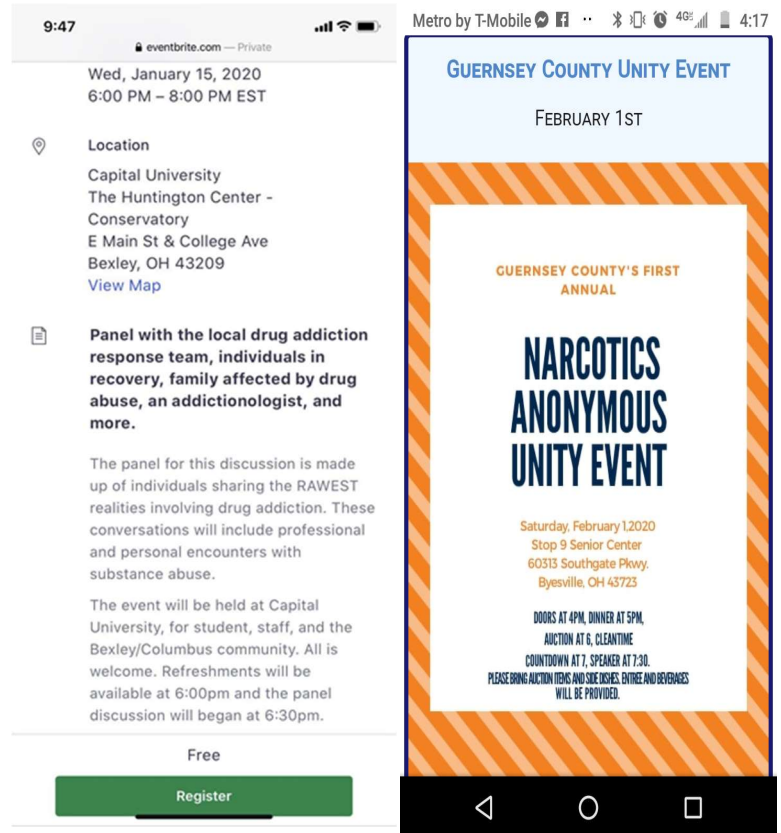 9:47
eventbrite.com — Private
Wed, January 15, 2020
6:00 PM – 8:00 PM EST
Location
Capital University
The Huntington Center -
Conservatory
E Main St & College Ave
Bexley, OH 43209
View Map
Panel with the local drug addiction
response team, individuals in
recovery, family affected by drug
abuse, an addictionologist, and
more.
The panel for this discussion is made
up of individuals sharing the RAWEST
realities involving drug addiction. These
conversations will include professional
and personal encounters with
substance abuse.
The event will be held at Capital
University, for student, staff, and the
Bexley/Columbus community. All is
welcome. Refreshments will be
available at 6:00pm and the panel
discussion will began at 6:30pm.
Free
Register
Metro by T-Mobile 4G 4:17
GUERNSEY COUNTY UNITY EVENT
FEBRUARY 1ST
GUERNSEY COUNTY'S FIRST
ANNUAL
NARCOTICS
ANONYMOUS
UNITY EVENT
Saturday, February 1,2020
Stop 9 Senior Center
60313 Southgate Pkwy.
Byesville, OH 43723
DOORS AT 4PM, DINNER AT 5PM,
AUCTION AT 6, CLEANTIME
COUNTDOWN AT 7, SPEAKER AT 7:30.
PLEASE BRING AUCTION ITEMS AND SIDE DISHES, ENTREE AND BEVERAGES
WILL BE PROVIDED.